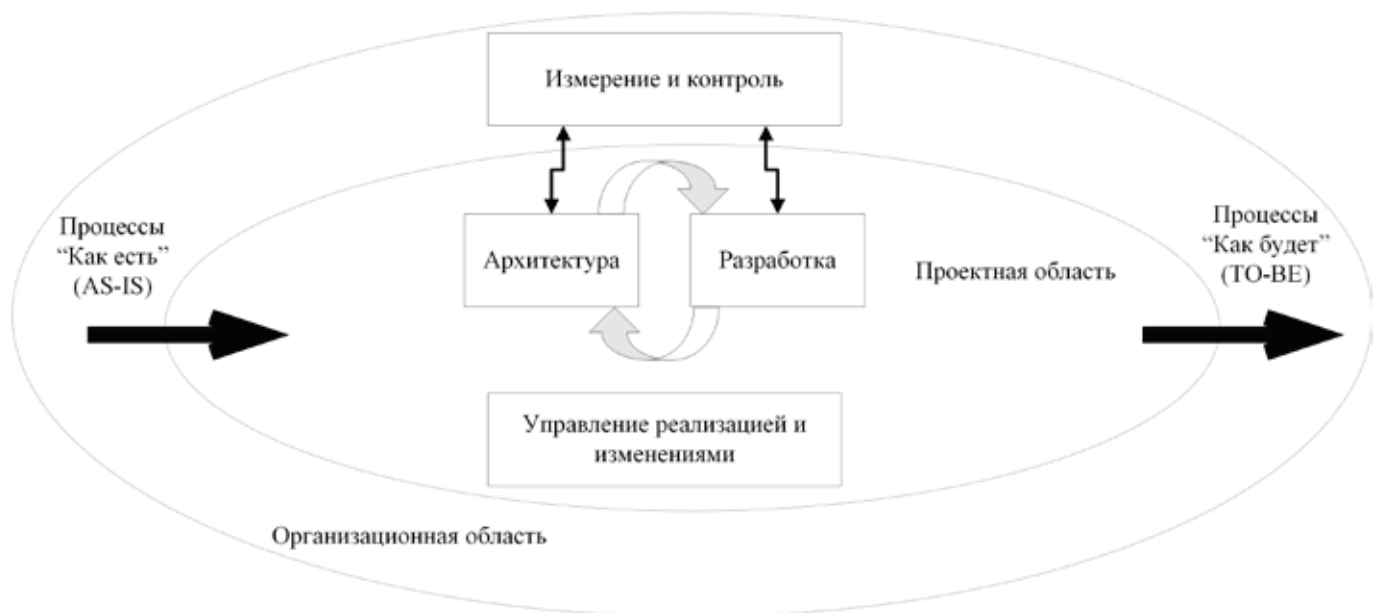 Измерение и контроль
Процессы
“Как есть”
(AS-IS)
Архитектура
Разработка
Проектная область
Процессы
“Как будет”
(TO-BE)
Управление реализацией и
изменениями
Организационная область